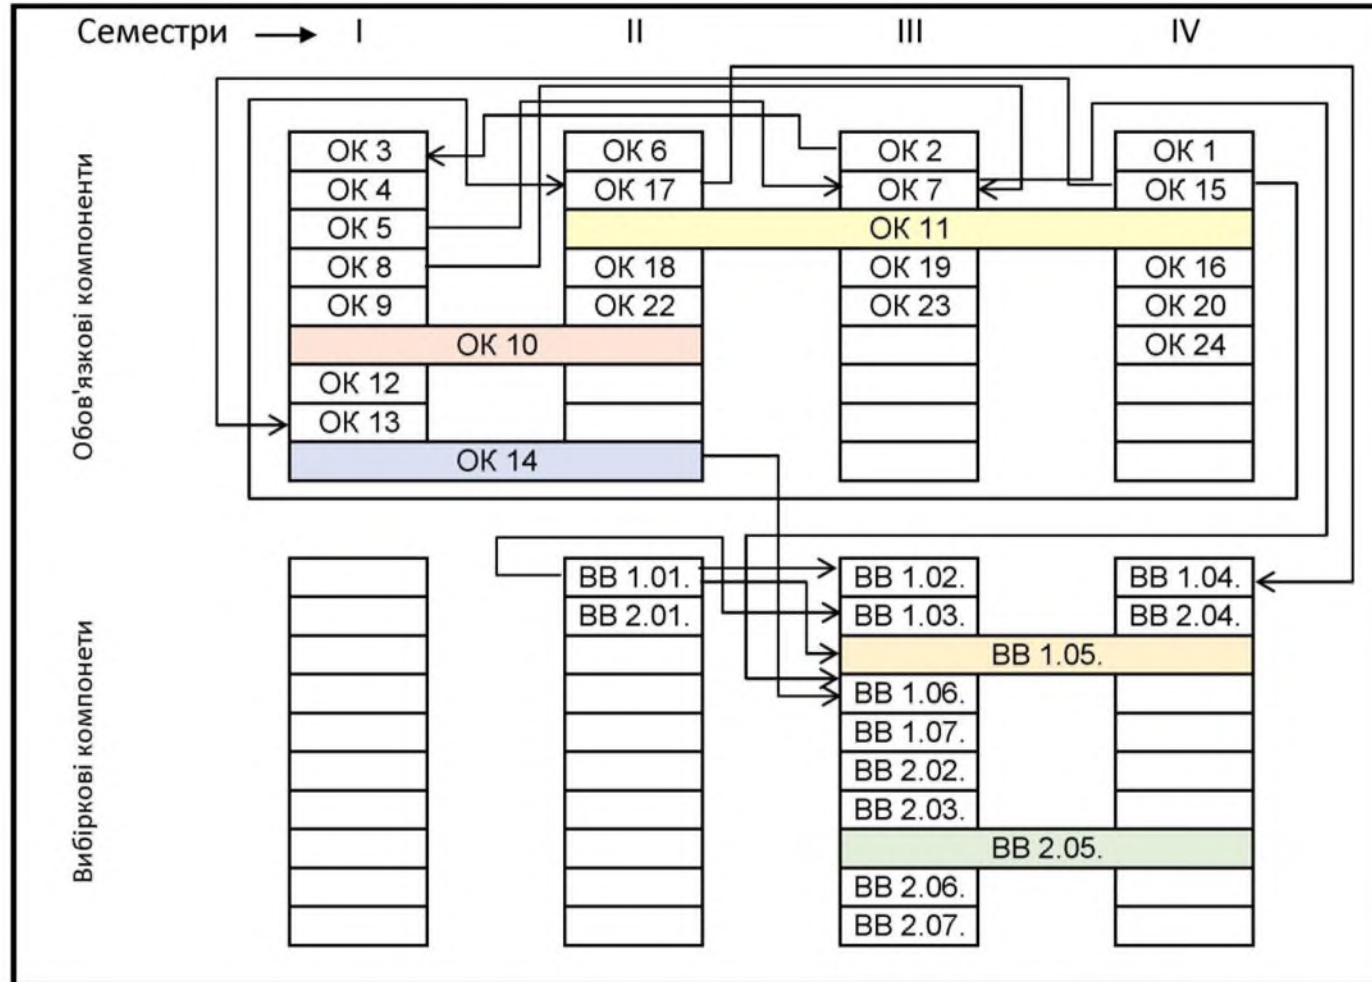 Семестри I II III IV
Обов'язкові компоненти
ОК 3 ОК 6 ОК 2 ОК 1
ОК 4 ОК 17 ОК 7 ОК 15
ОК 5 ОК 11
ОК 8 ОК 18 ОК 19 ОК 16
ОК 9 ОК 22 ОК 23 ОК 20
ОК 10 ОК 24
ОК 12
ОК 13
ОК 14
Вибіркові компонети
ВВ 1.01. ВВ 1.02. ВВ 1.04.
ВВ 2.01. ВВ 1.03. ВВ 2.04.
ВВ 1.05.
ВВ 1.06.
ВВ 1.07.
ВВ 2.02.
ВВ 2.03.
ВВ 2.05.
ВВ 2.06.
ВВ 2.07.